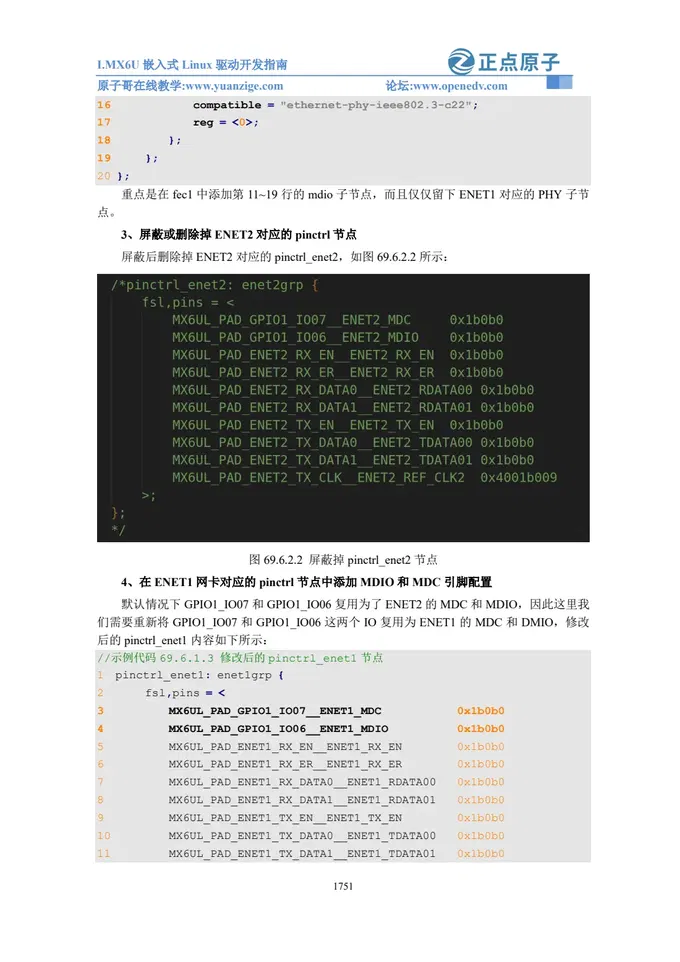 I.MX6U 嵌入式 Linux 驱动开发指南
正点原子
原子哥在线教学:www.yuanzige.com 论坛:www.openedv.com
16 compatible = "ethernet-phy-ieee802.3-c22";
17 reg = <0>;
18 };
19 };
20 };
重点是在 fec1 中添加第 11~19 行的 mdio 子节点，而且仅仅留下 ENET1 对应的 PHY 子节
点。
3、屏蔽或删除掉 ENET2 对应的 pinctrl 节点
屏蔽后删除掉 ENET2 对应的 pinctrl_enet2，如图 69.6.2.2 所示：
/*pinctrl_enet2: enet2grp {
fsl,pins = <
MX6UL_PAD_GPIO1_IO07__ENET2_MDC 0x1b0b0
MX6UL_PAD_GPIO1_IO06__ENET2_MDIO 0x1b0b0
MX6UL_PAD_ENET2_RX_EN__ENET2_RX_EN 0x1b0b0
MX6UL_PAD_ENET2_RX_ER__ENET2_RX_ER 0x1b0b0
MX6UL_PAD_ENET2_RX_DATA0__ENET2_RDATA00 0x1b0b0
MX6UL_PAD_ENET2_RX_DATA1__ENET2_RDATA01 0x1b0b0
MX6UL_PAD_ENET2_TX_EN__ENET2_TX_EN 0x1b0b0
MX6UL_PAD_ENET2_TX_DATA0__ENET2_TDATA00 0x1b0b0
MX6UL_PAD_ENET2_TX_DATA1__ENET2_TDATA01 0x1b0b0
MX6UL_PAD_ENET2_TX_CLK__ENET2_REF_CLK2 0x4001b009
>;
};
*/
图 69.6.2.2 屏蔽掉 pinctrl_enet2 节点
4、在 ENET1 网卡对应的 pinctrl 节点中添加 MDIO 和 MDC 引脚配置
默认情况下 GPIO1_IO07 和 GPIO1_IO06 复用为了 ENET2 的 MDC 和 MDIO，因此这里我
们需要重新将 GPIO1_IO07 和 GPIO1_IO06 这两个 IO 复用为 ENET1 的 MDC 和 DMIO，修改
后的 pinctrl_enet1 内容如下所示：
//示例代码 69.6.1.3 修改后的 pinctrl_enet1 节点
1 pinctrl_enet1: enet1grp {
2 fsl,pins = <
3 MX6UL_PAD_GPIO1_IO07__ENET1_MDC 0x1b0b0
4 MX6UL_PAD_GPIO1_IO06__ENET1_MDIO 0x1b0b0
5 MX6UL_PAD_ENET1_RX_EN__ENET1_RX_EN 0x1b0b0
6 MX6UL_PAD_ENET1_RX_ER__ENET1_RX_ER 0x1b0b0
7 MX6UL_PAD_ENET1_RX_DATA0__ENET1_RDATA00 0x1b0b0
8 MX6UL_PAD_ENET1_RX_DATA1__ENET1_RDATA01 0x1b0b0
9 MX6UL_PAD_ENET1_TX_EN__ENET1_TX_EN 0x1b0b0
10 MX6UL_PAD_ENET1_TX_DATA0__ENET1_TDATA00 0x1b0b0
11 MX6UL_PAD_ENET1_TX_DATA1__ENET1_TDATA01 0x1b0b0
1751